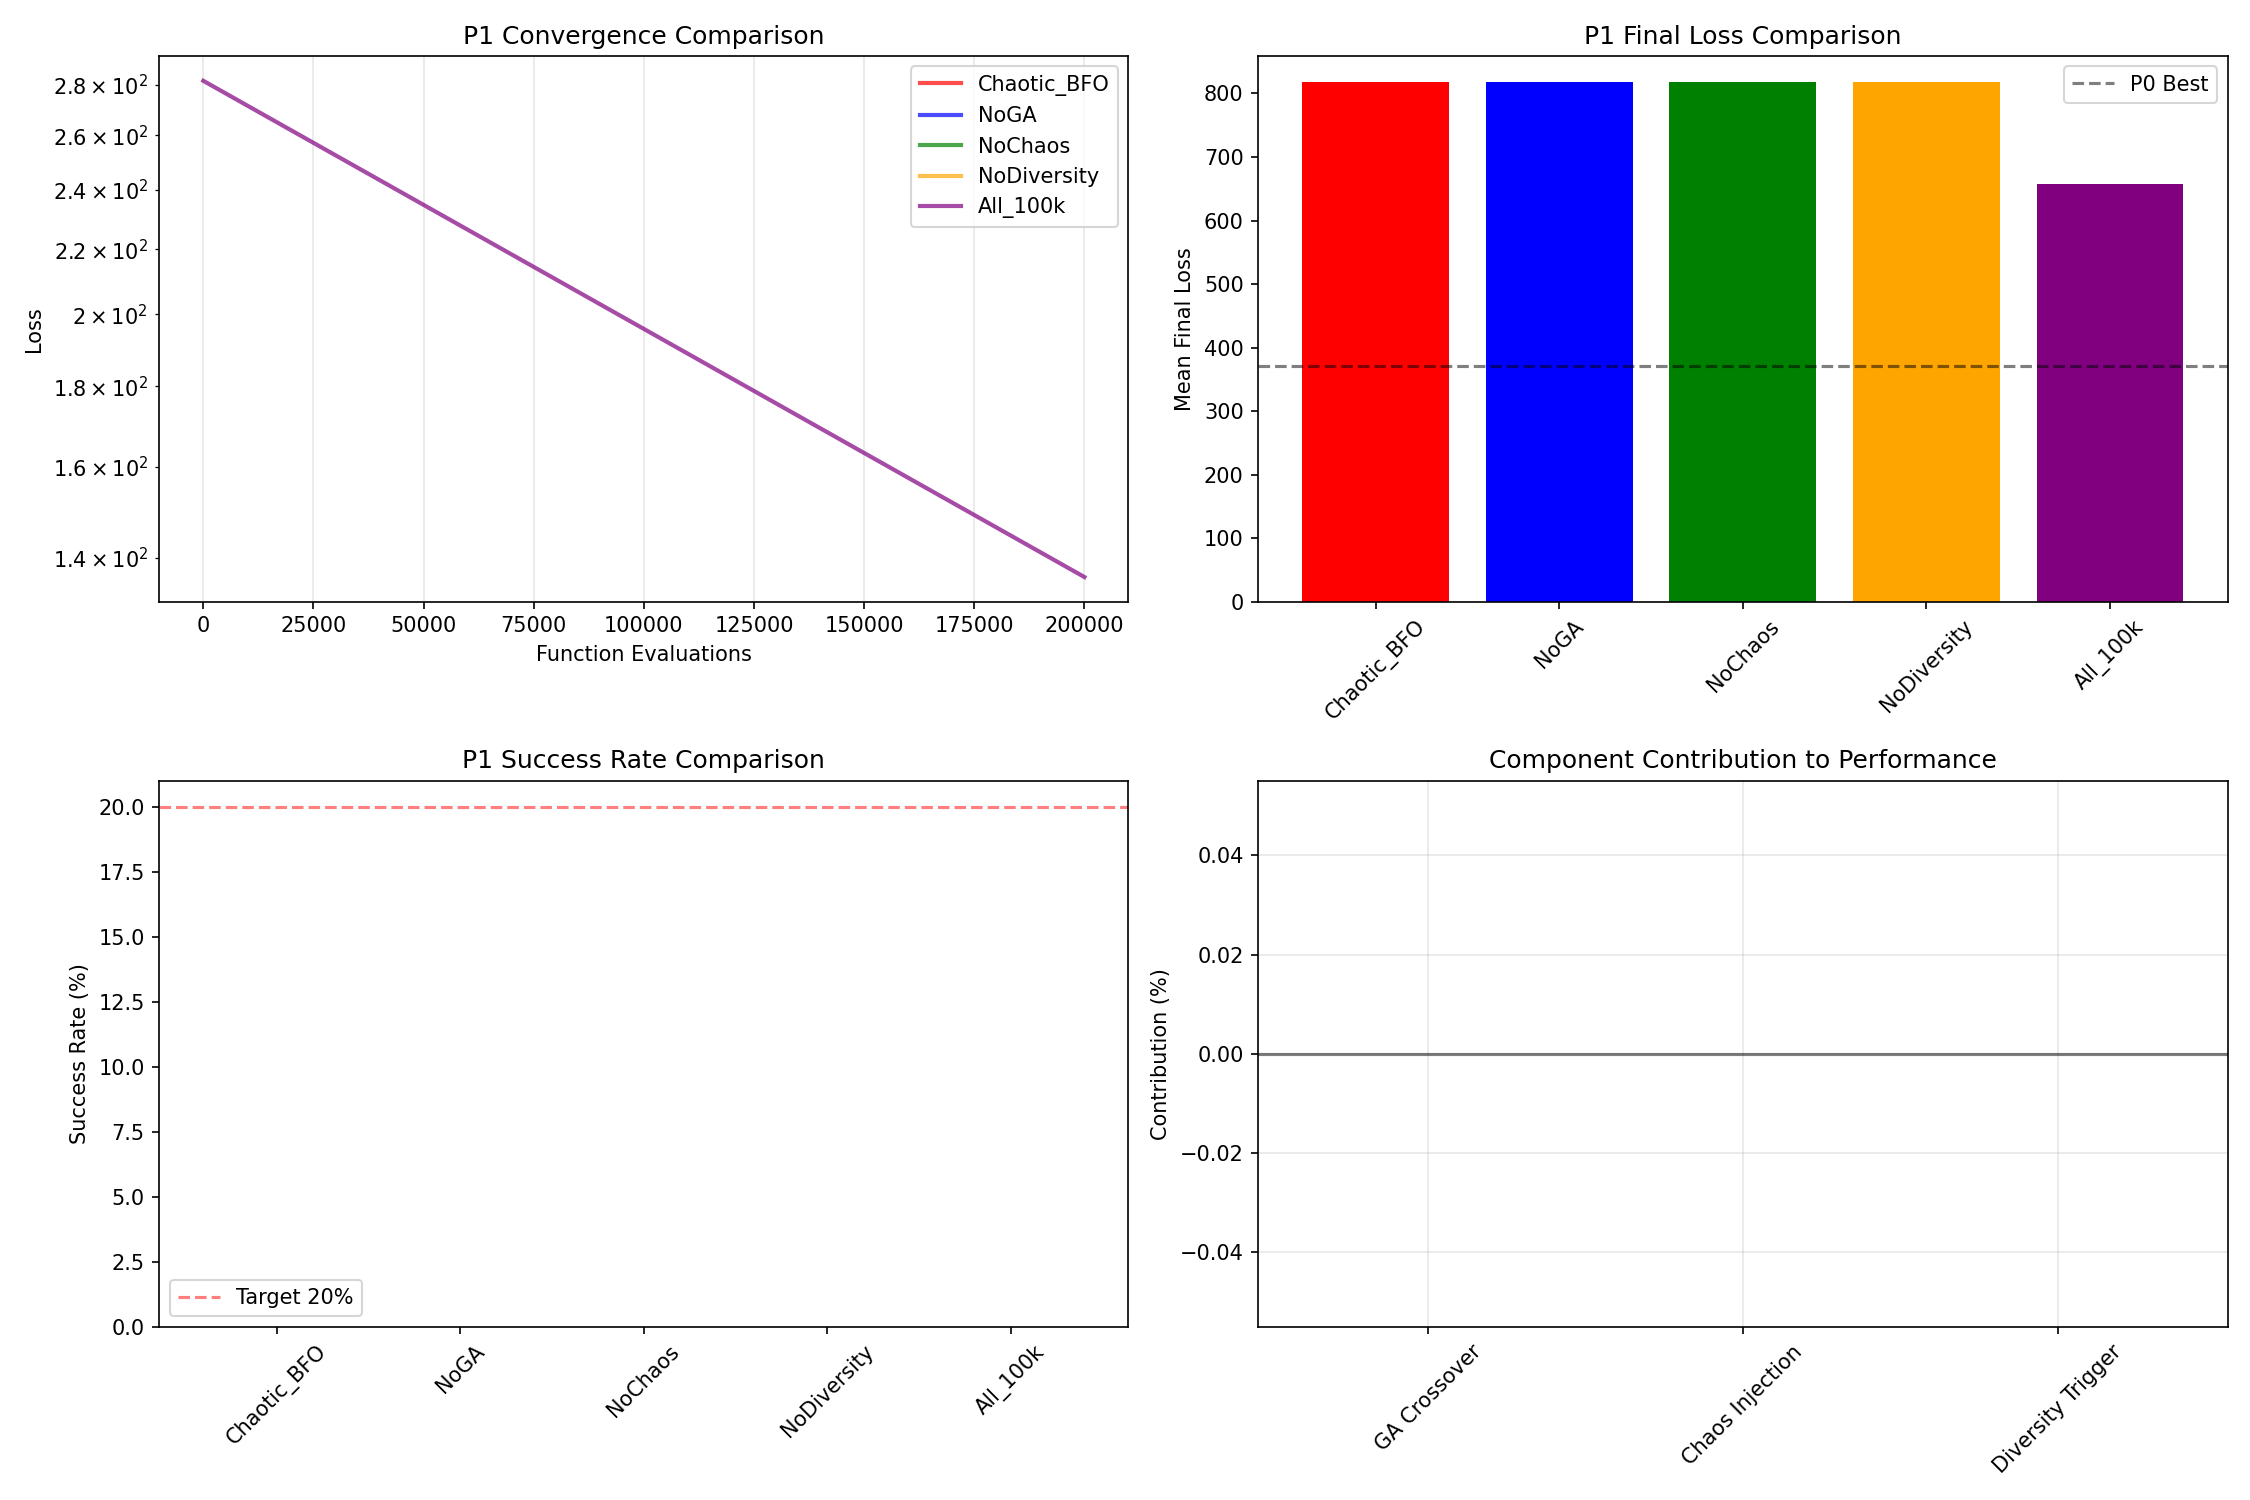 P1 Convergence Comparison
2.8 × 10²
2.6 × 10²
2.4 × 10²
2.2 × 10²
2 × 10²
1.8 × 10²
1.6 × 10²
1.4 × 10²
Loss
0 25000 50000 75000 100000 125000 150000 175000 200000
Function Evaluations
Chaotic_BFO
NoGA
NoChaos
NoDiversity
All_100k
P1 Final Loss Comparison
800
700
600
500
400
300
200
100
0
Mean Final Loss
P0 Best
Chaotic_BFO
NoGA
NoChaos
NoDiversity
All_100k
P1 Success Rate Comparison
20.0
17.5
15.0
12.5
10.0
7.5
5.0
2.5
0.0
Success Rate (%)
Target 20%
Chaotic_BFO
NoGA
NoChaos
NoDiversity
All_100k
Component Contribution to Performance
0.04
0.02
0.00
−0.02
−0.04
Contribution (%)
GA Crossover
Chaos Injection
Diversity Trigger